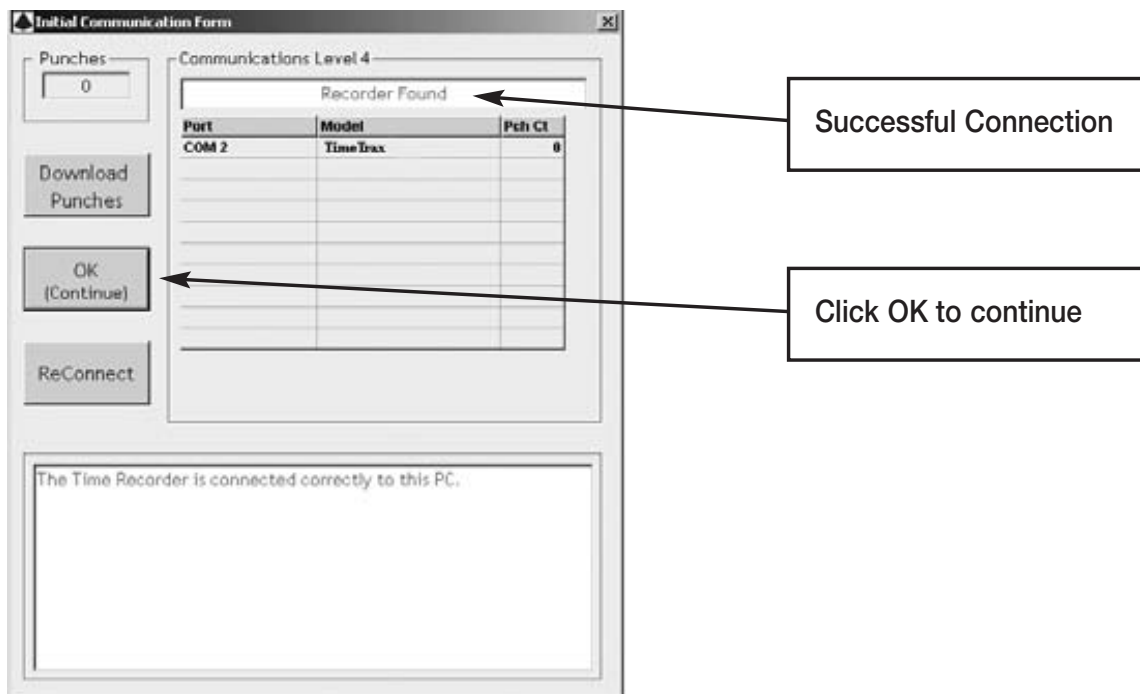 Initial Communication Form
Punches
0
Communications Level 4
Recorder Found
Port Model Pch Ct
COM 2 TimeTrax 0
Download
Punches
OK
(Continue)
ReConnect
The Time Recorder is connected correctly to this PC.
Successful Connection
Click OK to continue